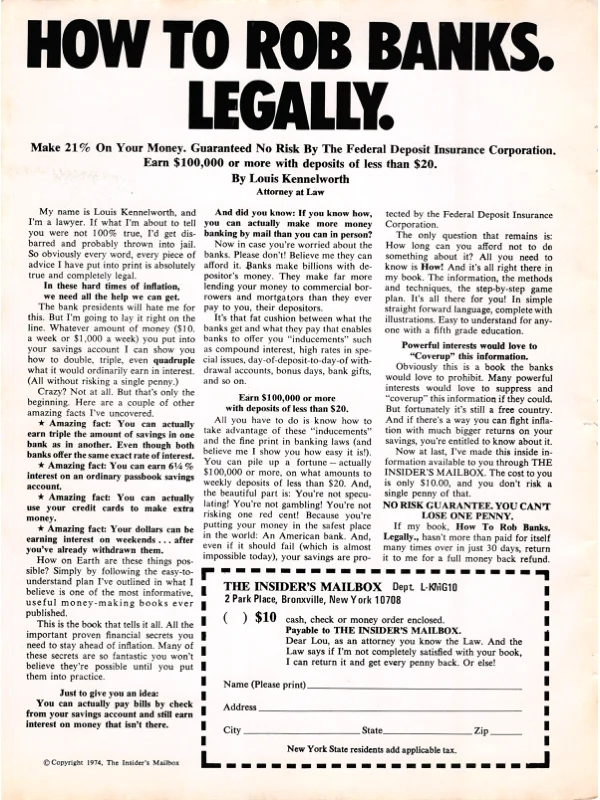 HOW TO ROB BANKS.
LEGALLY.
Make 21% On Your Money. Guaranteed No Risk By The Federal Deposit Insurance Corporation.
Earn $100,000 or more with deposits of less than $20.
By Louis Kennelworth
Attorney at Law
My name is Louis Kennelworth, and
I'm a lawyer. If what I'm about to tell
you were not 100% true, I'd get dis-
barred and probably thrown into jail.
So obviously every word, every piece of
advice I have put into print is absolutely
true and completely legal.
In these hard times of inflation,
we need all the help we can get.
The bank presidents will hate me for
this. But I'm going to lay it right on the
line. Whatever amount of money ($10.
a week or $1,000 a week) you put into
your savings account I can show you
how to double, triple, even quadruple
what it would ordinarily earn in interest.
(All without risking a single penny.)
Crazy? Not at all. But that's only the
beginning. Here are a couple of other
amazing facts I've uncovered.
★ Amazing fact: You can actually
earn triple the amount of savings in one
bank as in another. Even though both
banks offer the same exact rate of interest.
★ Amazing fact: You can earn 6¼%
interest on an ordinary passbook savings
account.
★ Amazing fact: You can actually
use your credit cards to make extra
money.
★ Amazing fact: Your dollars can be
earning interest on weekends . . . after
you've already withdrawn them.
How on Earth are these things pos-
sible? Simply by following the easy-to-
understand plan I've outlined in what I
believe is one of the most informative,
useful money-making books ever
published.
This is the book that tells it all. All the
important proven financial secrets you
need to stay ahead of inflation. Many of
these secrets are so fantastic you won't
believe they're possible until you put
them into practice.
Just to give you an idea:
You can actually pay bills by check
from your savings account and still earn
interest on money that isn't there.
And did you know: If you know how,
you can actually make more money
banking by mail than you can in person?
Now in case you're worried about the
banks. Please don't! Believe me they can
afford it. Banks make billions with de-
positor's money. They make far more
lending your money to commercial bor-
rowers and mortgators than they ever
pay to you, their depositors.
It's that fat cushion between what the
banks get and what they pay that enables
banks to offer you "inducements" such
as compound interest, high rates in spe-
cial issues, day-of-deposit-to-day-of-with-
drawal accounts, bonus days, bank gifts,
and so on.
Earn $100,000 or more
with deposits of less than $20.
All you have to do is know how to
take advantage of these "inducements"
and the fine print in banking laws (and
believe me I show you how easy it is!).
You can pile up a fortune — actually
$100,000 or more, on what amounts to
weekly deposits of less than $20. And,
the beautiful part is: You're not specu-
lating! You're not gambling! You're not
risking one red cent! Because you're
putting your money in the safest place
in the world: An American bank. And,
even if it should fail (which is almost
impossible today), your savings are pro-
tected by the Federal Deposit Insurance
Corporation.
The only question that remains is:
How long can you afford not to do
something about it? All you need to
know is How! And it's all right there in
my book. The information, the methods
and techniques, the step-by-step game
plan. It's all there for you! In simple
straight forward language, complete with
illustrations. Easy to understand for any-
one with a fifth grade education.
Powerful interests would love to
"Coverup" this information.
Obviously this is a book the banks
would love to prohibit. Many powerful
interests would love to suppress and
"coverup" this information if they could.
But fortunately it's still a free country.
And if there's a way you can fight infla-
tion with much bigger returns on your
savings, you're entitled to know about it.
Now at last, I've made this inside in-
formation available to you through THE
INSIDER'S MAILBOX. The cost to you
is only $10.00, and you don't risk a
single penny of that.
NO RISK GUARANTEE. YOU CAN'T
LOSE ONE PENNY.
If my book, How To Rob Banks.
Legally., hasn't more than paid for itself
many times over in just 30 days, return
it to me for a full money back refund.
THE INSIDER'S MAILBOX Dept. L-KMG10
2 Park Place, Bronxville, New York 10708
( ) $10 cash, check or money order enclosed.
Payable to THE INSIDER'S MAILBOX.
Dear Lou, as an attorney you know the Law. And the
Law says if I'm not completely satisfied with your book,
I can return it and get every penny back. Or else!
Name (Please print)
Address
City State Zip
New York State residents add applicable tax.
© Copyright 1974, The Insider's Mailbox